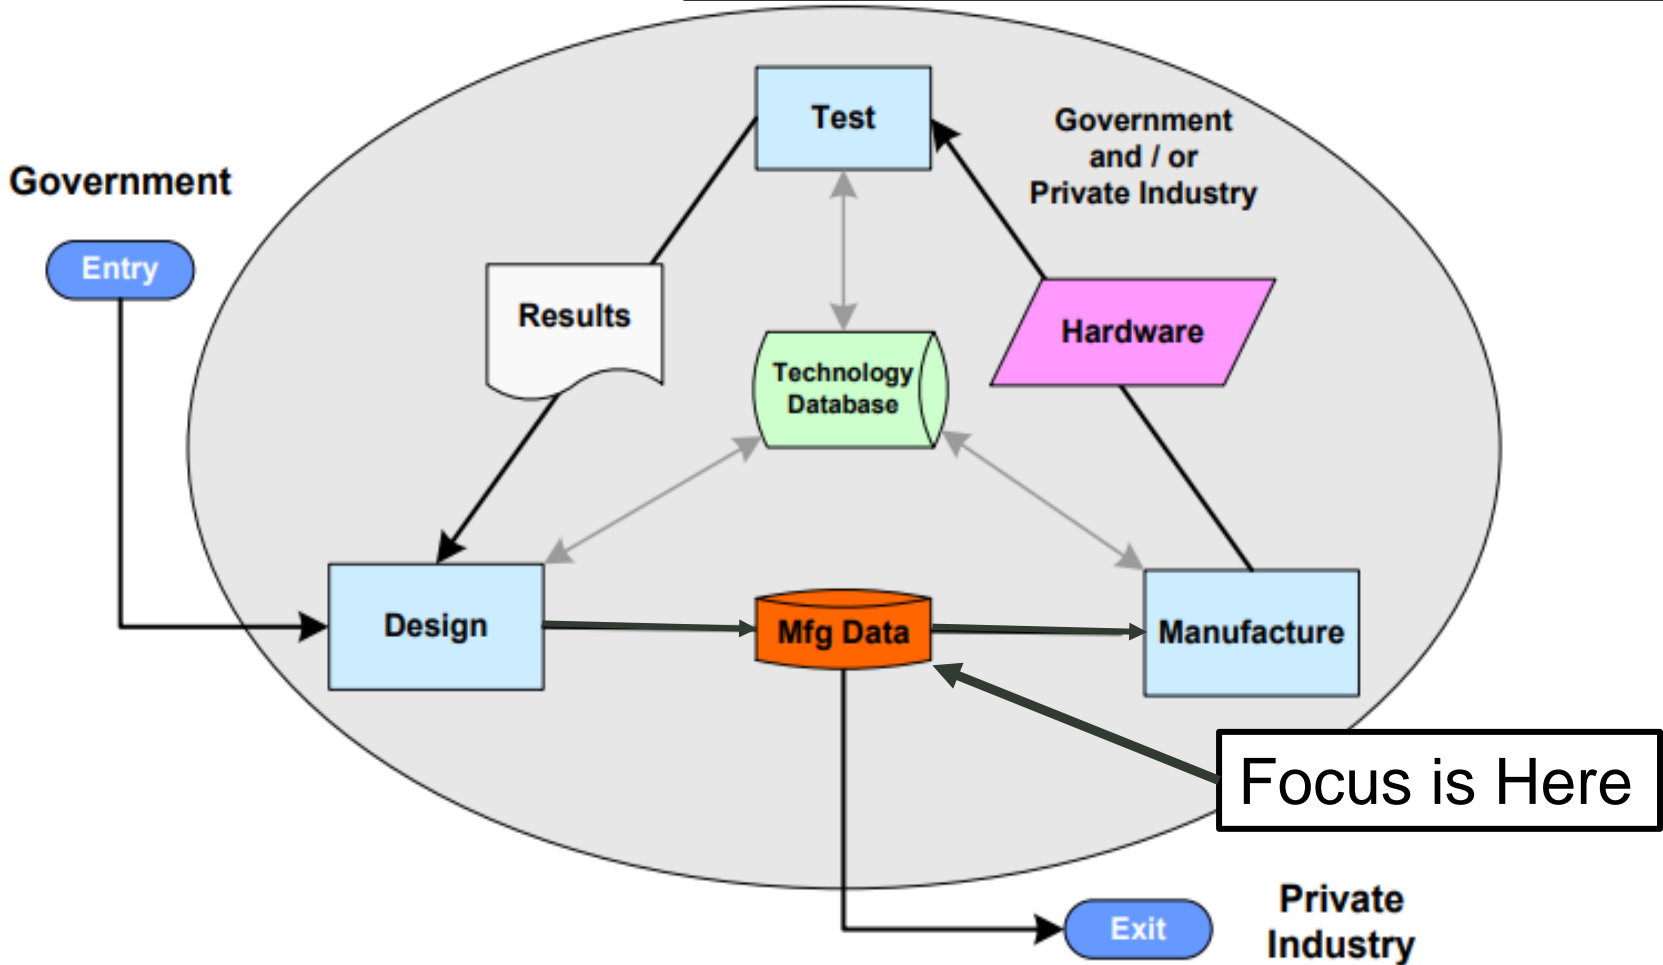 Test
Government
and / or
Private Industry
Government
Entry
Results
Hardware
Technology
Database
Design
Mfg Data
Manufacture
Focus is Here
Exit
Private
Industry